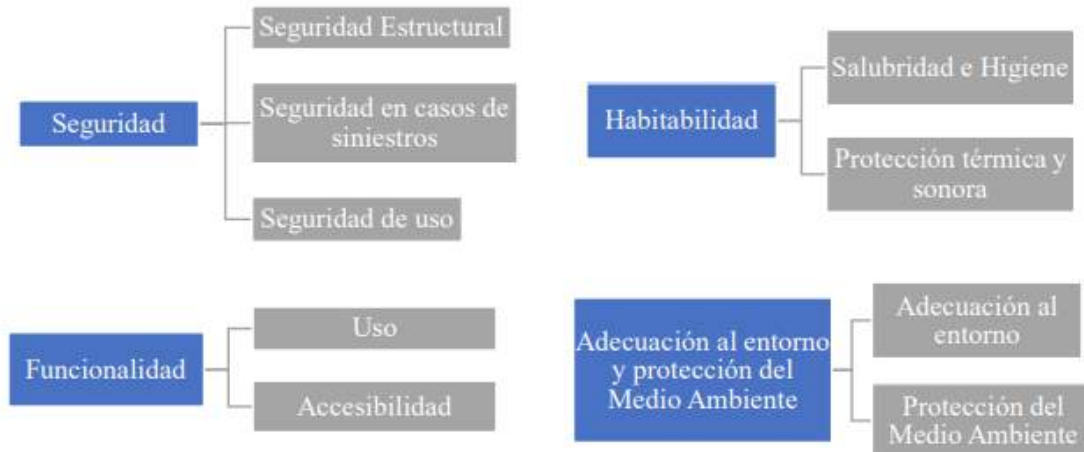 Seguridad
Seguridad Estructural
Seguridad en casos de
siniestros
Seguridad de uso
Habitabilidad
Salubridad e Higiene
Protección térmica y
sonora
Funcionalidad
Uso
Accesibilidad
Adecuación al entorno
y protección del
Medio Ambiente
Adecuación al
entorno
Protección del
Medio Ambiente